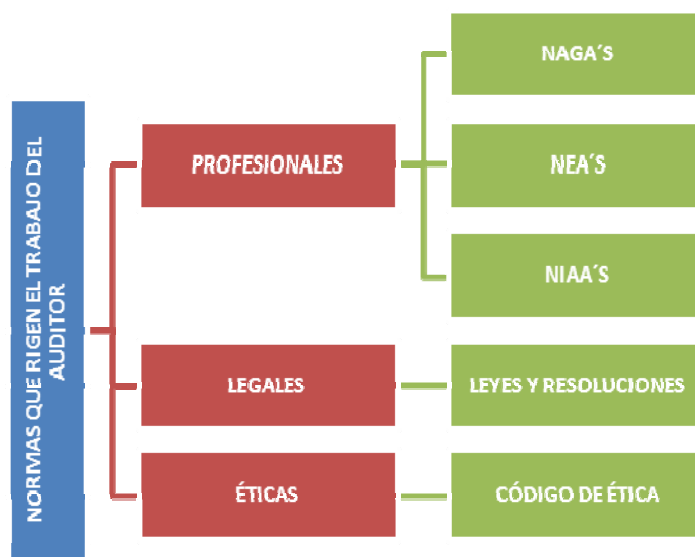 NORMAS QUE RIGEN EL TRABAJO DEL
AUDITOR
PROFESIONALES
NAGA´S
NEA´S
NIAA´S
LEGALES
LEYES Y RESOLUCIONES
ÉTICAS
CÓDIGO DE ÉTICA